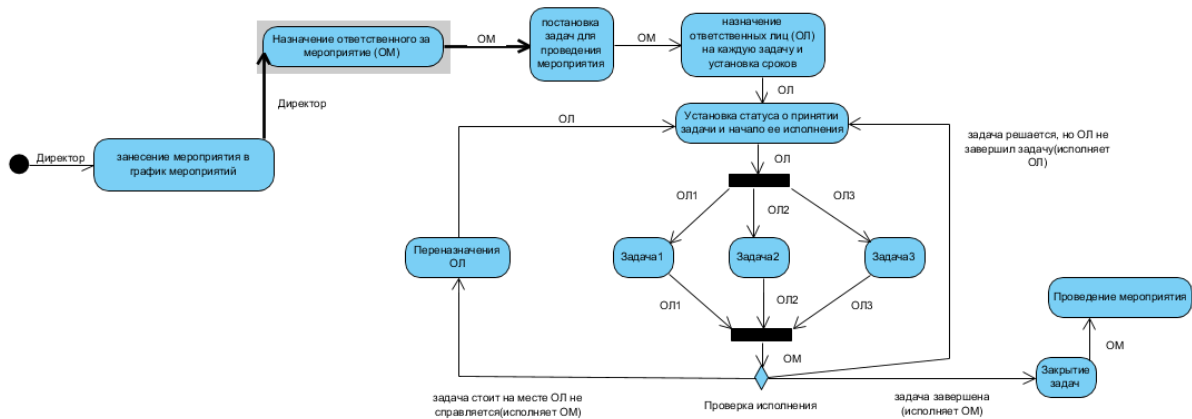 Директор
занесение мероприятия в
график мероприятий
Директор
Назначение ответственного за
мероприятие (ОМ)
ОМ
постановка
задач для
проведения
мероприятия
ОМ
назначение
ответственных лиц (ОЛ)
на каждую задачу и
установка сроков
ОЛ
Установка статуса о принятии
задачи и начало ее исполнения
ОЛ
ОЛ
задача решается, но ОЛ не
завершил задачу(исполняет
ОЛ)
ОЛ1
ОЛ2
ОЛ3
Переназначения
ОЛ
Задача1
Задача2
Задача3
ОЛ1
ОЛ2
ОЛ3
Проведение мероприятия
ОМ
ОМ
Закрытие
задач
задача стоит на месте ОЛ не
справляется(исполняет ОМ)
Проверка исполнения
задача завершена
(исполняет ОМ)